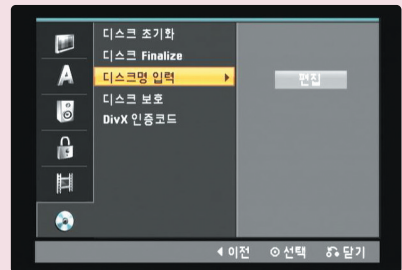 디스크 초기화
디스크 Finalize
디스크명 입력
편집
디스크 보호
DivX 인증코드
이전 선택 닫기